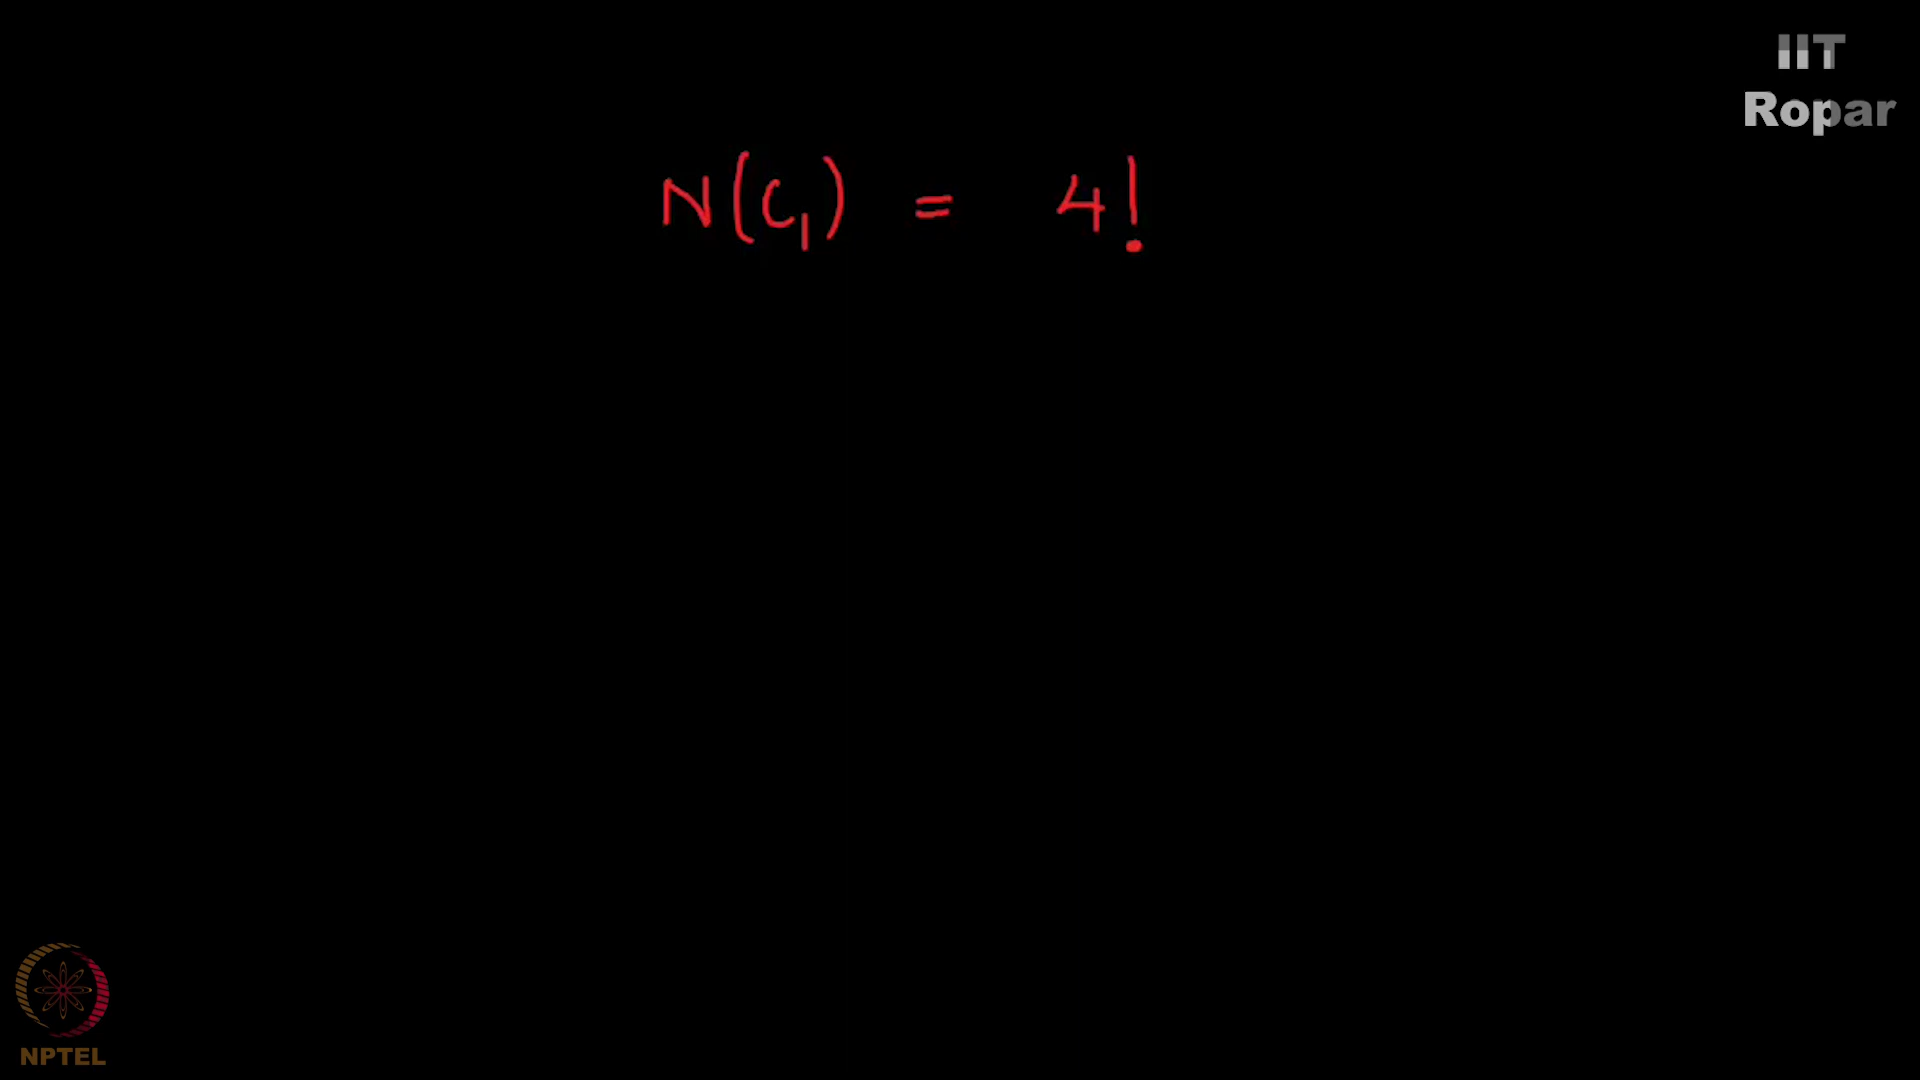 IIT
Ropar
N(C₁) = 4!
NPTEL